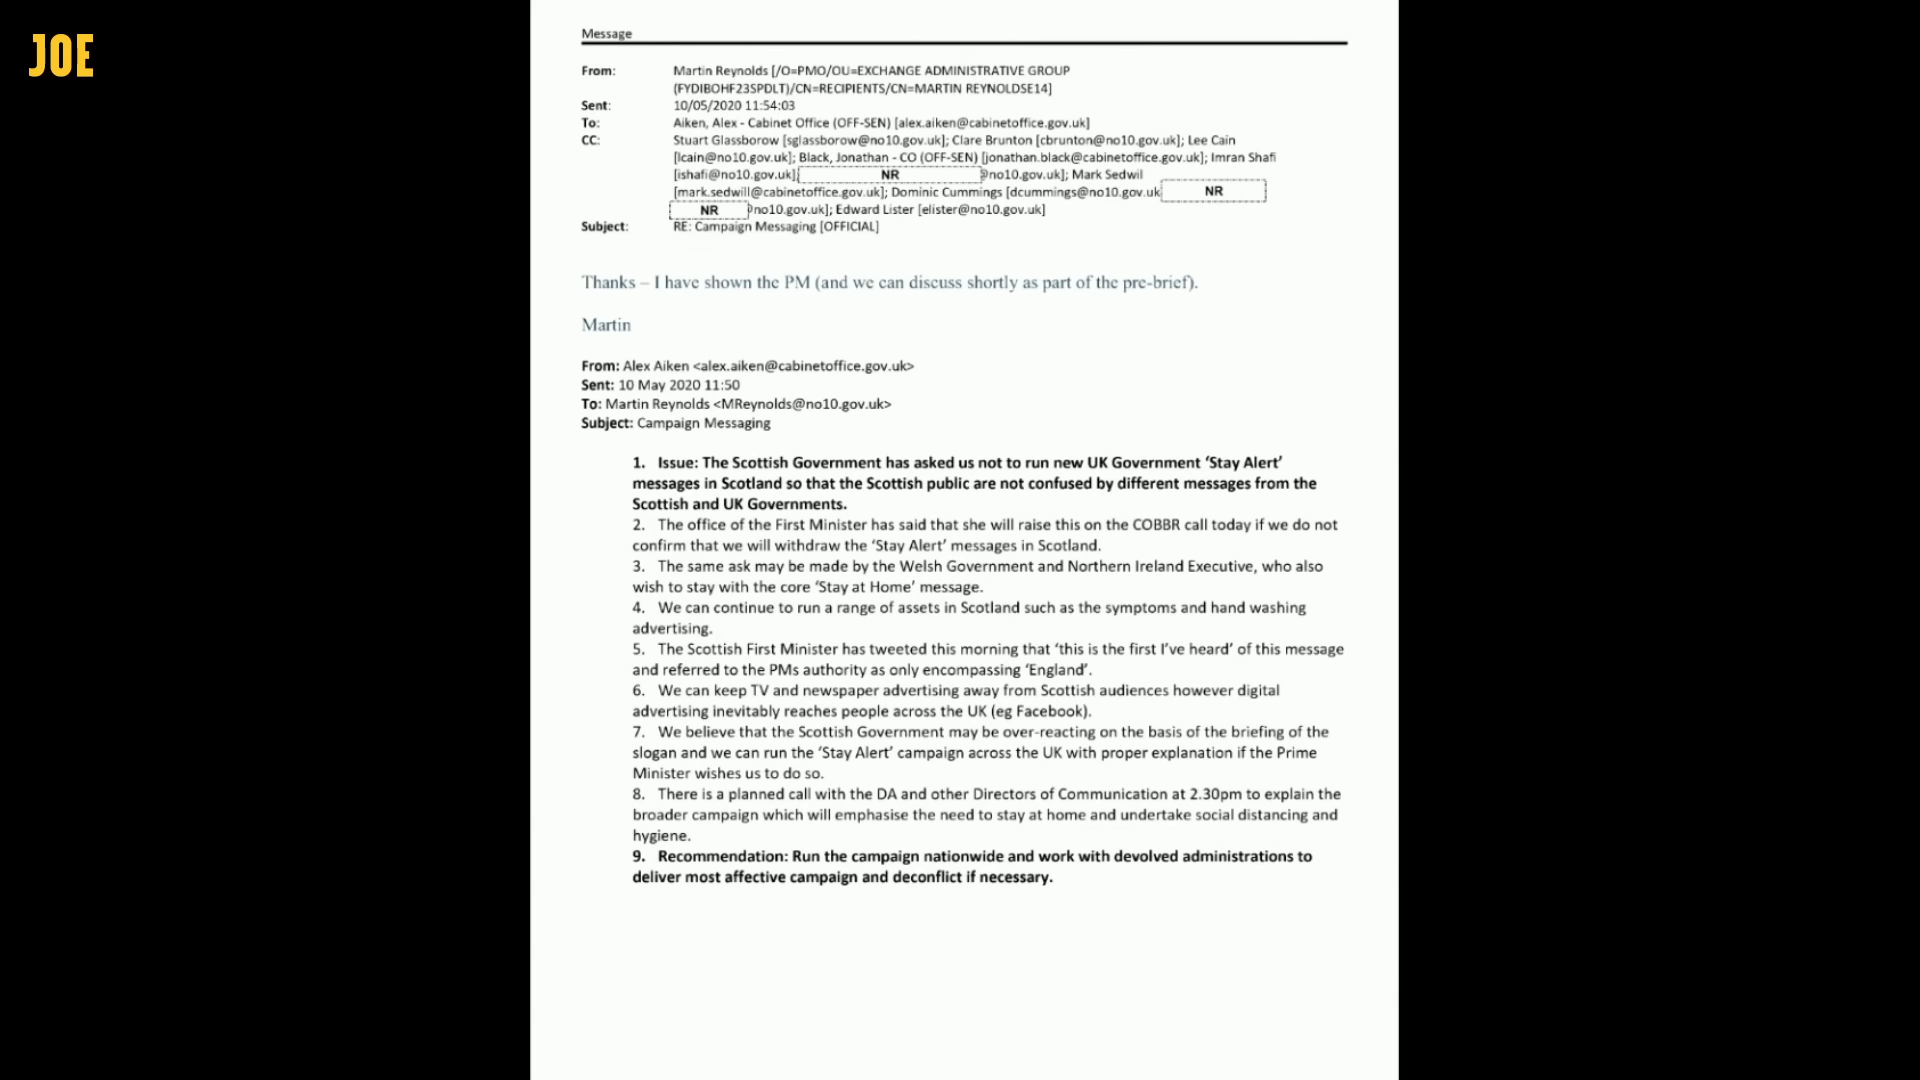 JOE
Message
From: Martin Reynolds [/O=PMO/OU=EXCHANGE ADMINISTRATIVE GROUP
(FYDIBOHF23SPDLT)/CN=RECIPIENTS/CN=MARTIN REYNOLDSE14]
Sent: 10/05/2020 11:54:03
To: Aiken, Alex - Cabinet Office (OFF-SEN) [alex.aiken@cabinetoffice.gov.uk]
CC: Stuart Glassborow [sglassborow@no10.gov.uk]; Clare Brunton [cbrunton@no10.gov.uk]; Lee Cain
[lcain@no10.gov.uk]; Black, Jonathan - CO (OFF-SEN) [jonathan.black@cabinetoffice.gov.uk]; Imran Shafi
[ishafi@no10.gov.uk]; NR @no10.gov.uk]; Mark Sedwil
[mark.sedwill@cabinetoffice.gov.uk]; Dominic Cummings [dcummings@no10.gov.uk NR
NR @no10.gov.uk]; Edward Lister [elister@no10.gov.uk]
Subject: RE: Campaign Messaging [OFFICIAL]
Thanks – I have shown the PM (and we can discuss shortly as part of the pre-brief).
Martin
From: Alex Aiken <alex.aiken@cabinetoffice.gov.uk>
Sent: 10 May 2020 11:50
To: Martin Reynolds <MReynolds@no10.gov.uk>
Subject: Campaign Messaging
1. Issue: The Scottish Government has asked us not to run new UK Government ‘Stay Alert’
messages in Scotland so that the Scottish public are not confused by different messages from the
Scottish and UK Governments.
2. The office of the First Minister has said that she will raise this on the COBBR call today if we do not
confirm that we will withdraw the ‘Stay Alert’ messages in Scotland.
3. The same ask may be made by the Welsh Government and Northern Ireland Executive, who also
wish to stay with the core ‘Stay at Home’ message.
4. We can continue to run a range of assets in Scotland such as the symptoms and hand washing
advertising.
5. The Scottish First Minister has tweeted this morning that ‘this is the first I’ve heard’ of this message
and referred to the PMs authority as only encompassing ‘England’.
6. We can keep TV and newspaper advertising away from Scottish audiences however digital
advertising inevitably reaches people across the UK (eg Facebook).
7. We believe that the Scottish Government may be over-reacting on the basis of the briefing of the
slogan and we can run the ‘Stay Alert’ campaign across the UK with proper explanation if the Prime
Minister wishes us to do so.
8. There is a planned call with the DA and other Directors of Communication at 2.30pm to explain the
broader campaign which will emphasise the need to stay at home and undertake social distancing and
hygiene.
9. Recommendation: Run the campaign nationwide and work with devolved administrations to
deliver most affective campaign and deconflict if necessary.